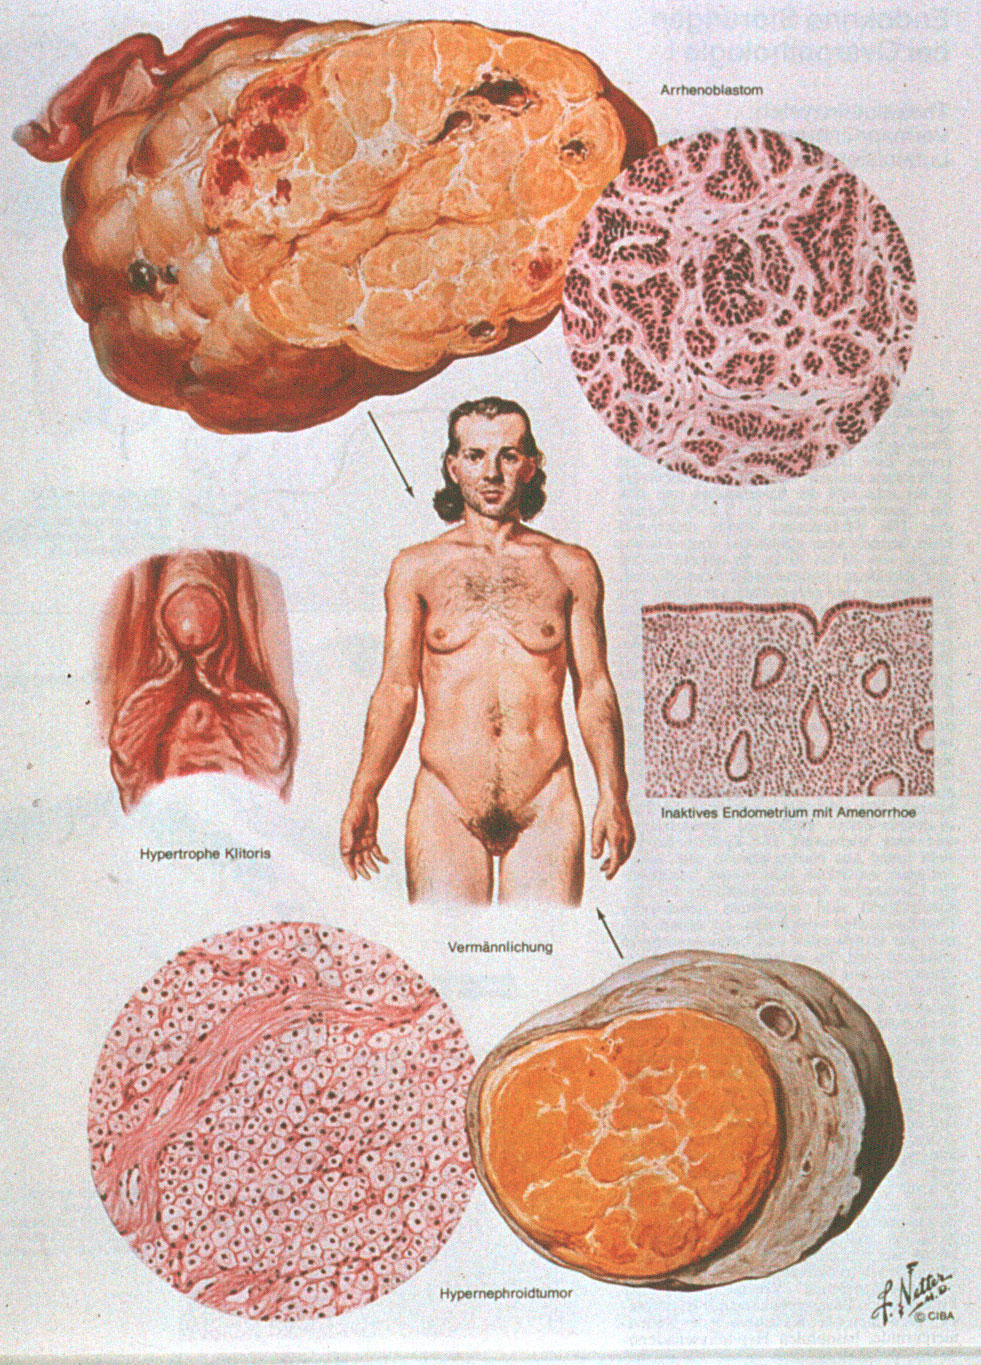 Arrhenoblastom
Inaktives Endometrium mit Amenorrhoe
Hypertrophe Klitoris
Vermännlichung
Hypernephroidtumor
F. Netter
M.D.
© CIBA